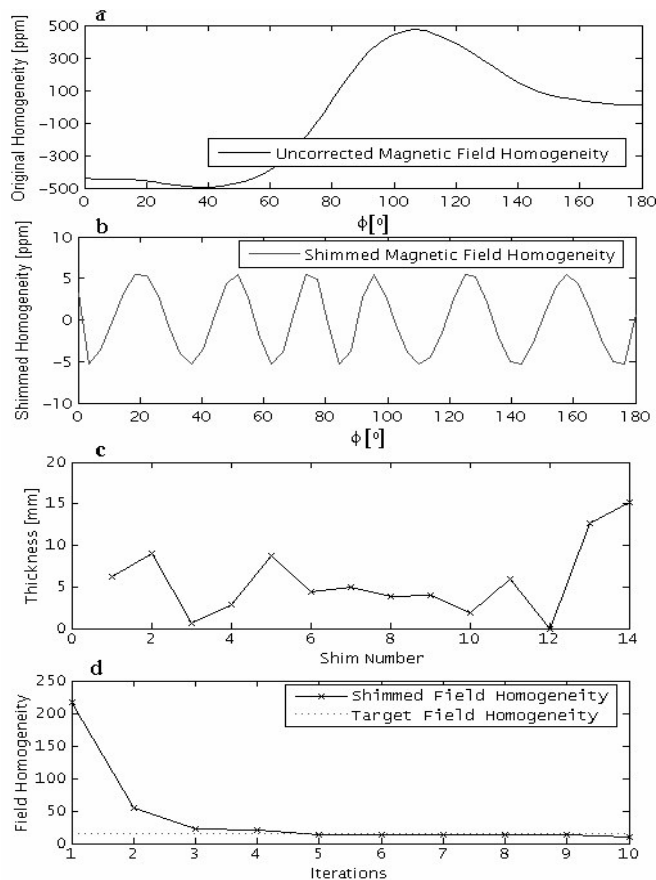 a
Original Homogeneity [ppm]
500
300
100
-100
-300
-500
Uncorrected Magnetic Field Homogeneity
0 20 40 60 80 100 120 140 160 180
ϕ[º]
b
Shimmed Homogeneity [ppm]
10
5
0
-5
-10
Shimmed Magnetic Field Homogeneity
0 20 40 60 80 100 120 140 160 180
ϕ[º]
c
Thickness [mm]
20
15
10
5
0
0 2 4 6 8 10 12 14
Shim Number
d
Field Homogeneity
250
200
150
100
50
0
Shimmed Field Homogeneity
Target Field Homogeneity
1 2 3 4 5 6 7 8 9 10
Iterations